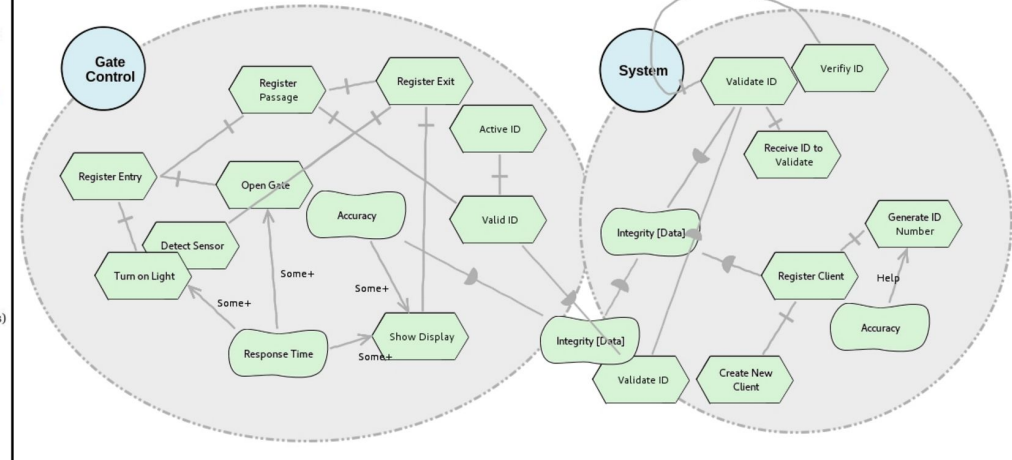 Gate
Control
Register
Passage
Register Exit
Active ID
Register Entry
Open Gate
Accuracy
Valid ID
Detect Sensor
Turn on Light
Some+
Some+
Some+
Response Time
Show Display
Some+
System
Validate ID
Verifiy ID
Receive ID to
Validate
Integrity [Data]
Generate ID
Number
Register Client
Help
Accuracy
Integrity [Data]
Validate ID
Create New
Client
s)